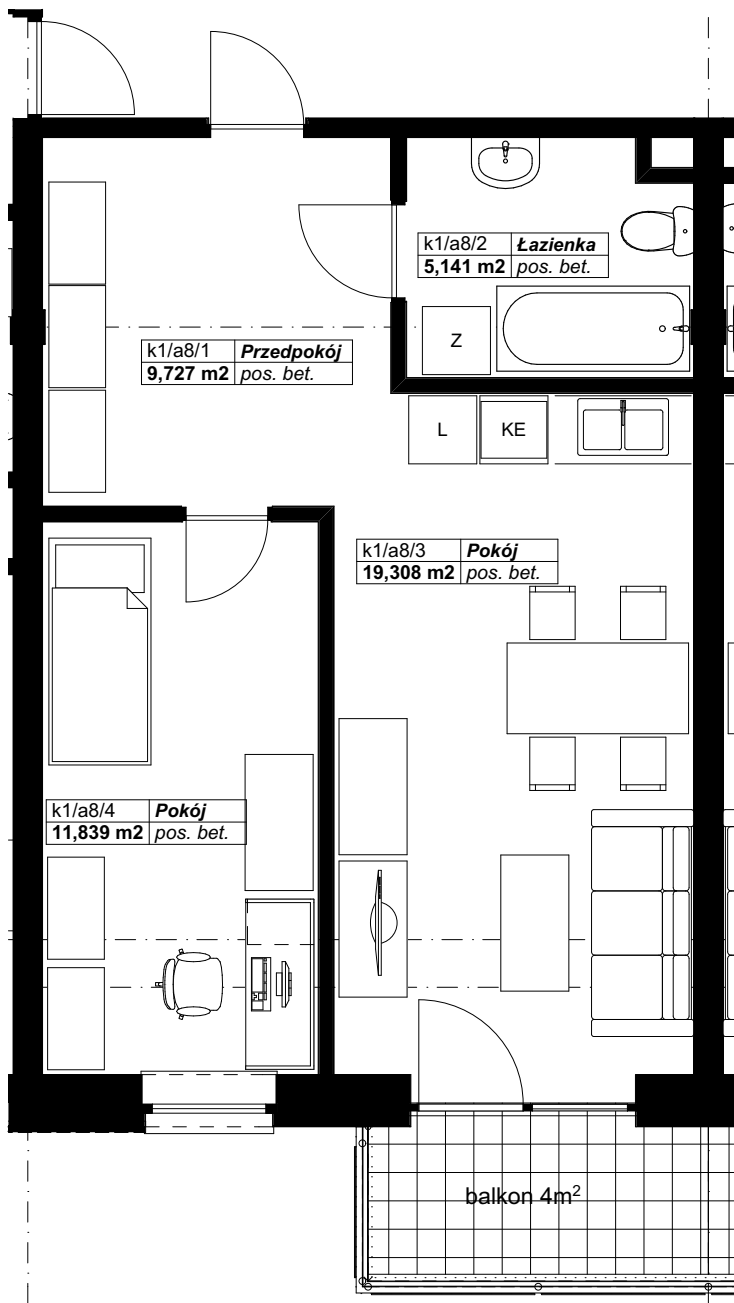 k1/a8/2 Łazienka
5,141 m2 pos. bet.
Z
k1/a8/1 Przedpokój
9,727 m2 pos. bet.
L KE
k1/a8/3 Pokój
19,308 m2 pos. bet.
k1/a8/4 Pokój
11,839 m2 pos. bet.
balkon 4m²